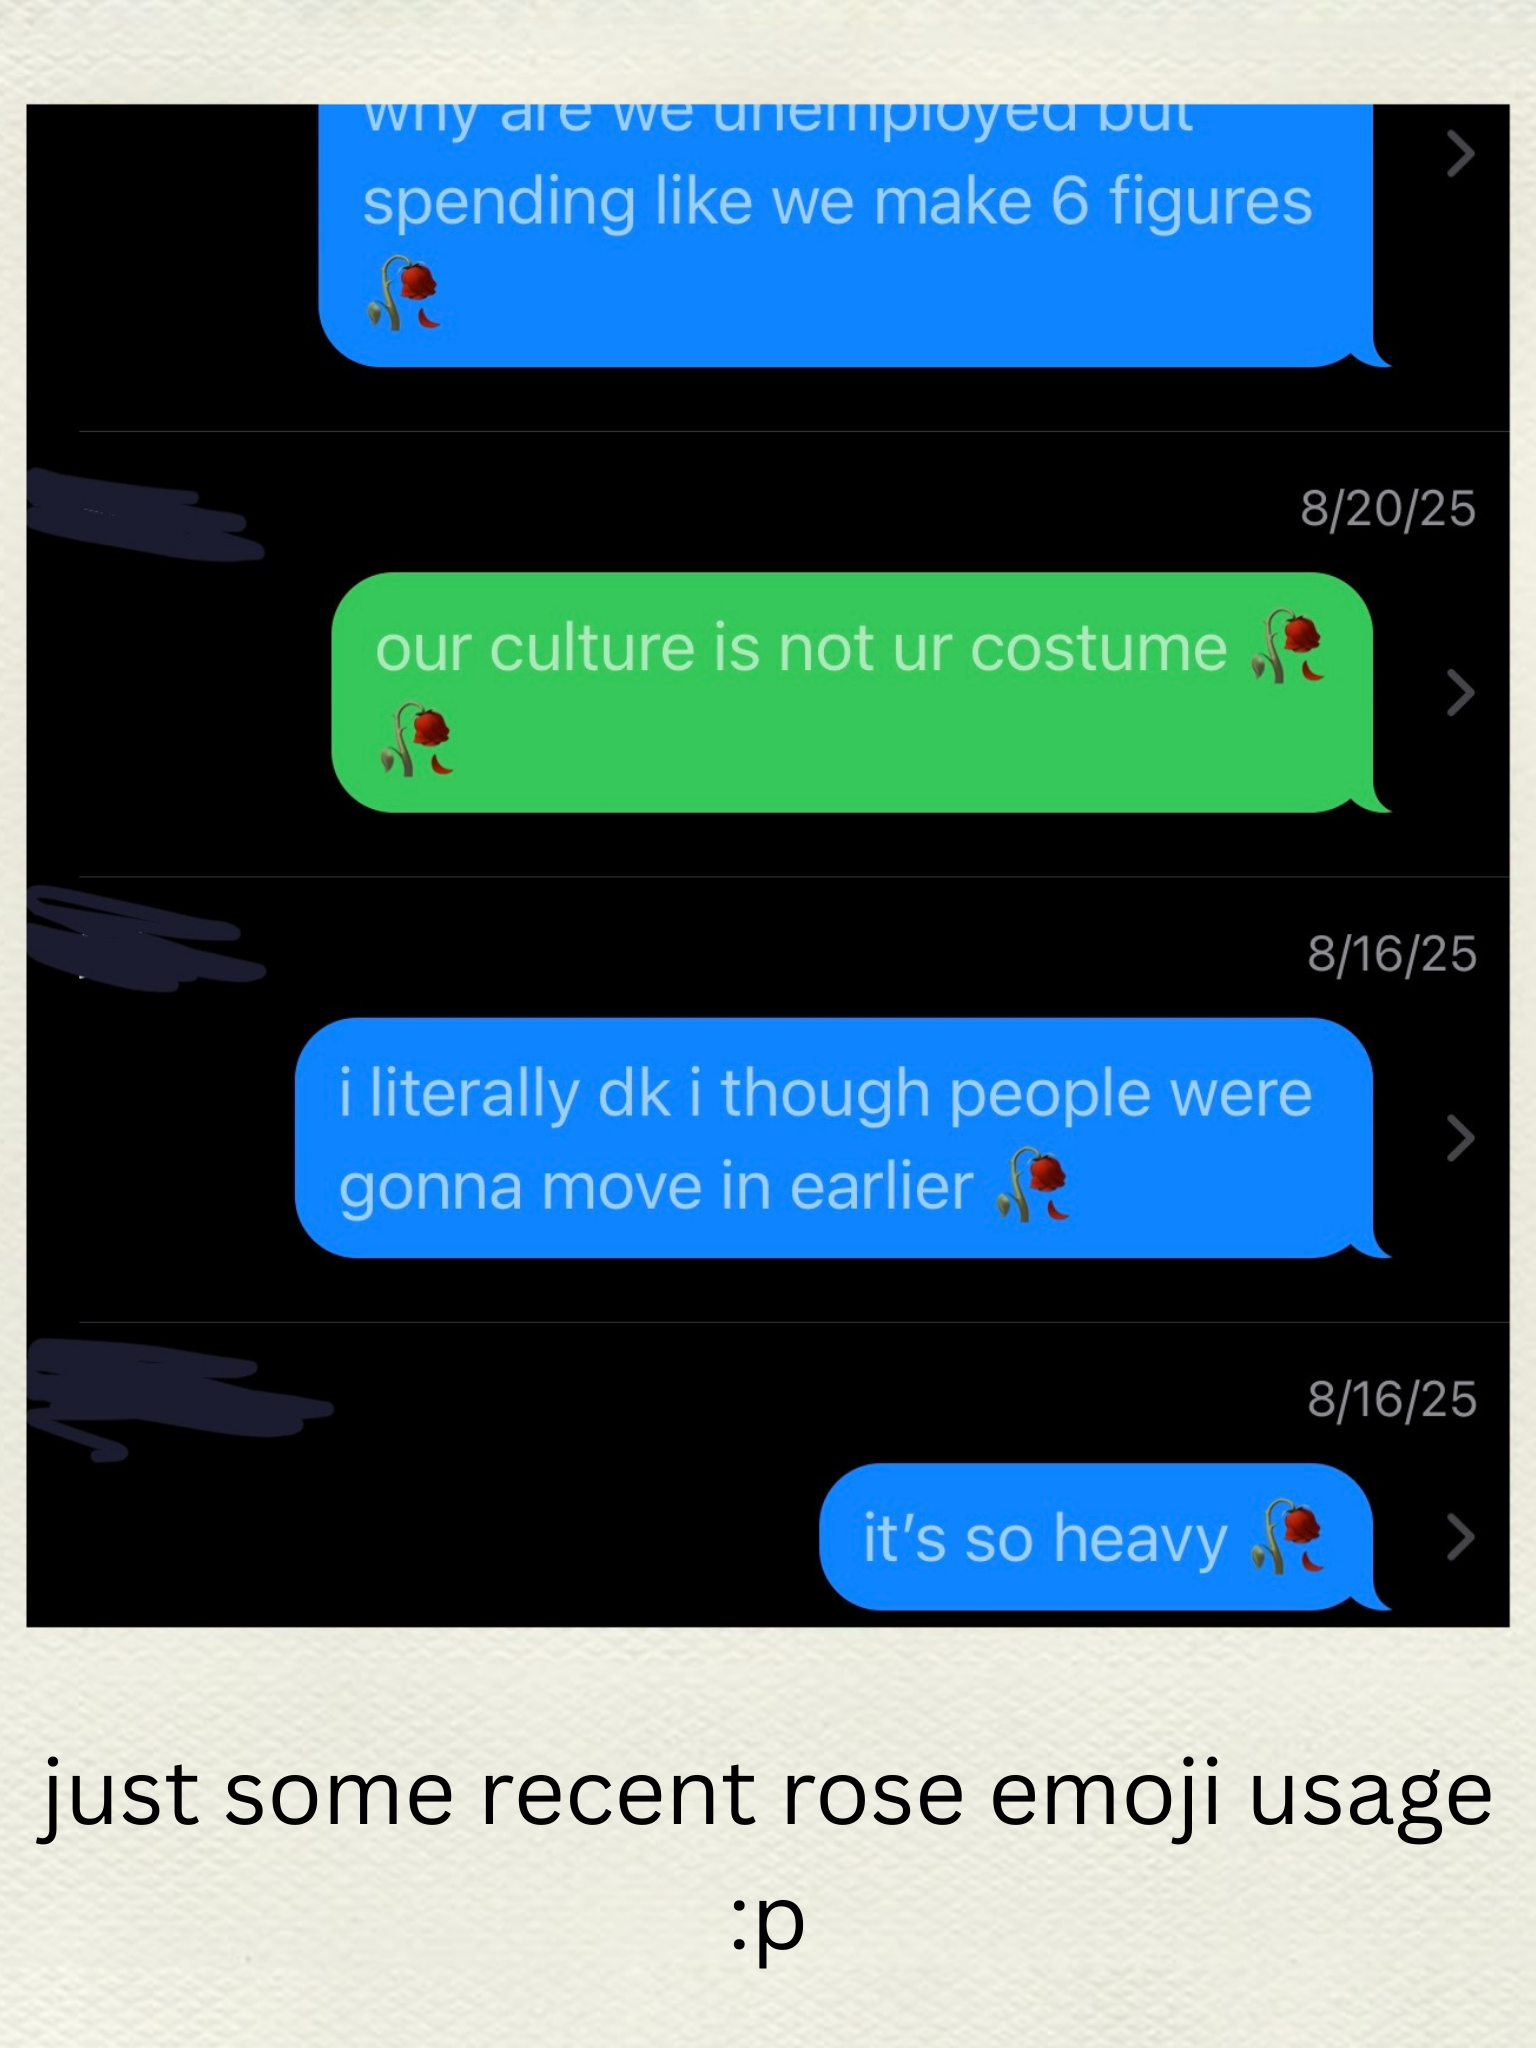 why are we unemployed but
spending like we make 6 figures
🥀
8/20/25
our culture is not ur costume 🥀
🥀
8/16/25
i literally dk i though people were
gonna move in earlier 🥀
8/16/25
it’s so heavy 🥀
just some recent rose emoji usage
:p